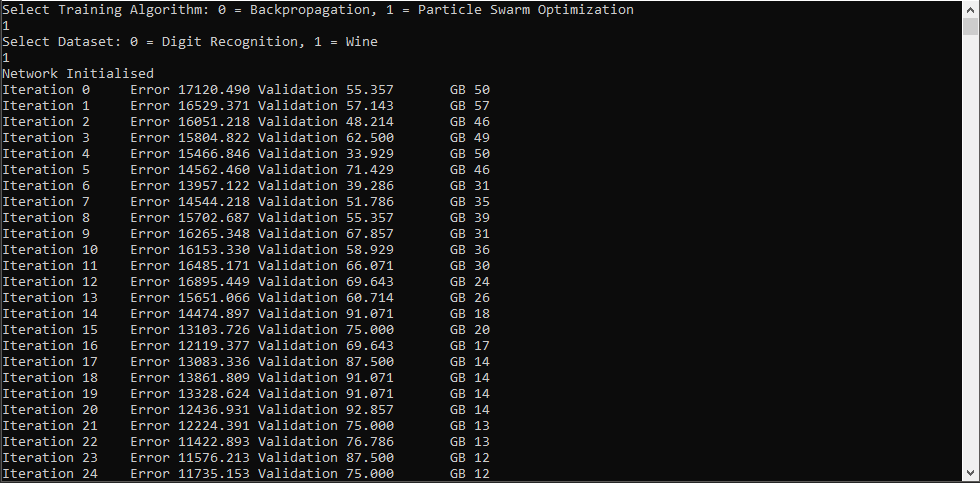 Select Training Algorithm: 0 = Backpropagation, 1 = Particle Swarm Optimization
1
Select Dataset: 0 = Digit Recognition, 1 = Wine
1
Network Initialised
Iteration 0     Error 17120.490 Validation 55.357       GB 50
Iteration 1     Error 16529.371 Validation 57.143       GB 57
Iteration 2     Error 16051.218 Validation 48.214       GB 46
Iteration 3     Error 15804.822 Validation 62.500       GB 49
Iteration 4     Error 15466.846 Validation 33.929       GB 50
Iteration 5     Error 14562.460 Validation 71.429       GB 46
Iteration 6     Error 13957.122 Validation 39.286       GB 31
Iteration 7     Error 14544.218 Validation 51.786       GB 35
Iteration 8     Error 15702.687 Validation 55.357       GB 39
Iteration 9     Error 16265.348 Validation 67.857       GB 31
Iteration 10    Error 16153.330 Validation 58.929       GB 36
Iteration 11    Error 16485.171 Validation 66.071       GB 30
Iteration 12    Error 16895.449 Validation 69.643       GB 24
Iteration 13    Error 15651.066 Validation 60.714       GB 26
Iteration 14    Error 14474.897 Validation 91.071       GB 18
Iteration 15    Error 13103.726 Validation 75.000       GB 20
Iteration 16    Error 12119.377 Validation 69.643       GB 17
Iteration 17    Error 13083.336 Validation 87.500       GB 14
Iteration 18    Error 13861.809 Validation 91.071       GB 14
Iteration 19    Error 13328.624 Validation 91.071       GB 14
Iteration 20    Error 12436.931 Validation 92.857       GB 14
Iteration 21    Error 12224.391 Validation 75.000       GB 13
Iteration 22    Error 11422.893 Validation 76.786       GB 13
Iteration 23    Error 11576.213 Validation 87.500       GB 12
Iteration 24    Error 11735.153 Validation 75.000       GB 12